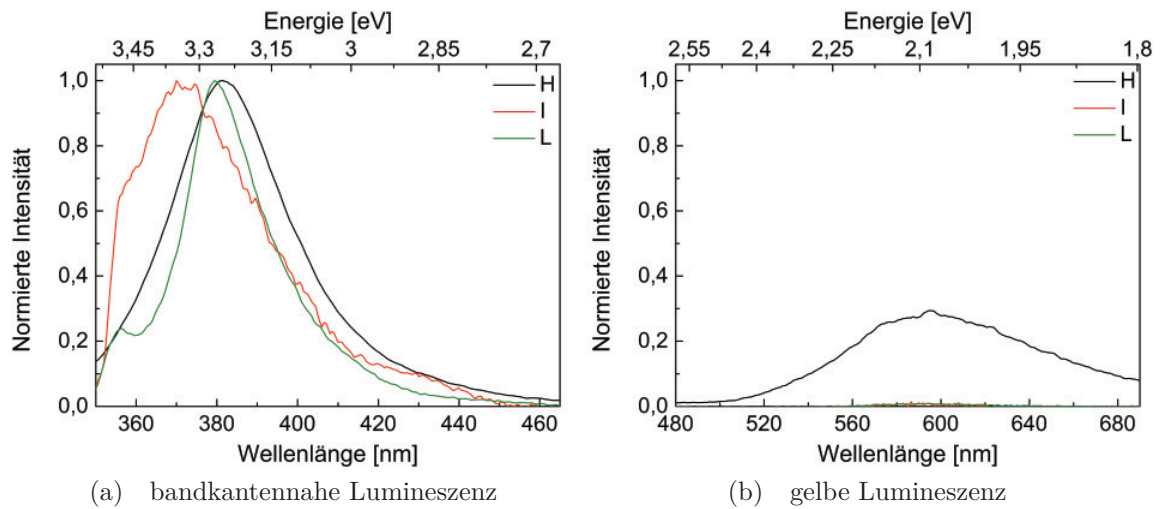 Energie [eV]
3,45 3,3 3,15 3 2,85 2,7
1,0
0,8
0,6
0,4
0,2
0,0
Normierte Intensität
H
I
L
360 380 400 420 440 460
Wellenlänge [nm]
(a) bandkantennahe Lumineszenz
Energie [eV]
2,55 2,4 2,25 2,1 1,95 1,8
1,0
0,8
0,6
0,4
0,2
0,0
Normierte Intensität
H
I
L
480 520 560 600 640 680
Wellenlänge [nm]
(b) gelbe Lumineszenz